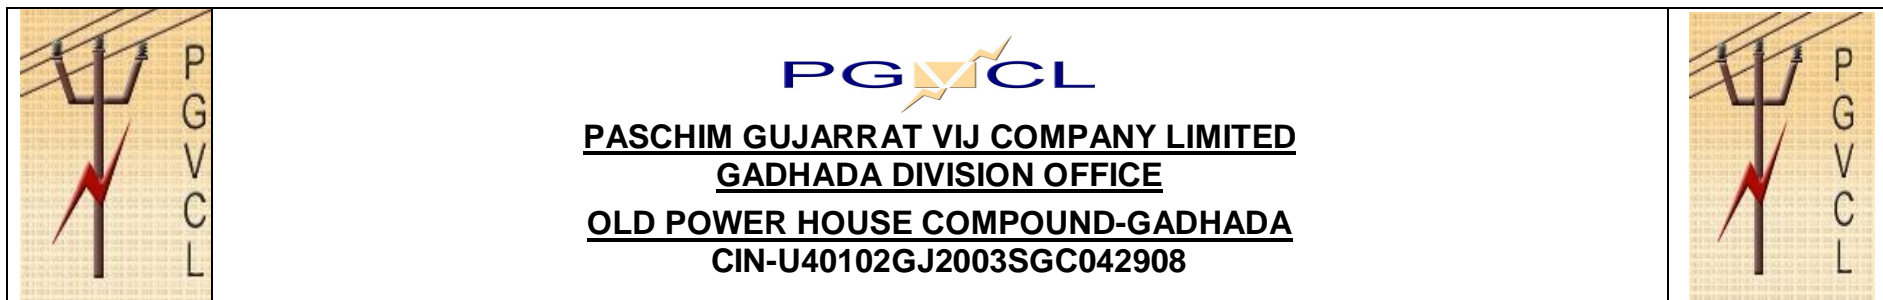 P
G
V
C
L
PGVCL
PASCHIM GUJARRAT VIJ COMPANY LIMITED
GADHADA DIVISION OFFICE
OLD POWER HOUSE COMPOUND-GADHADA
CIN-U40102GJ2003SGC042908
P
G
V
C
L